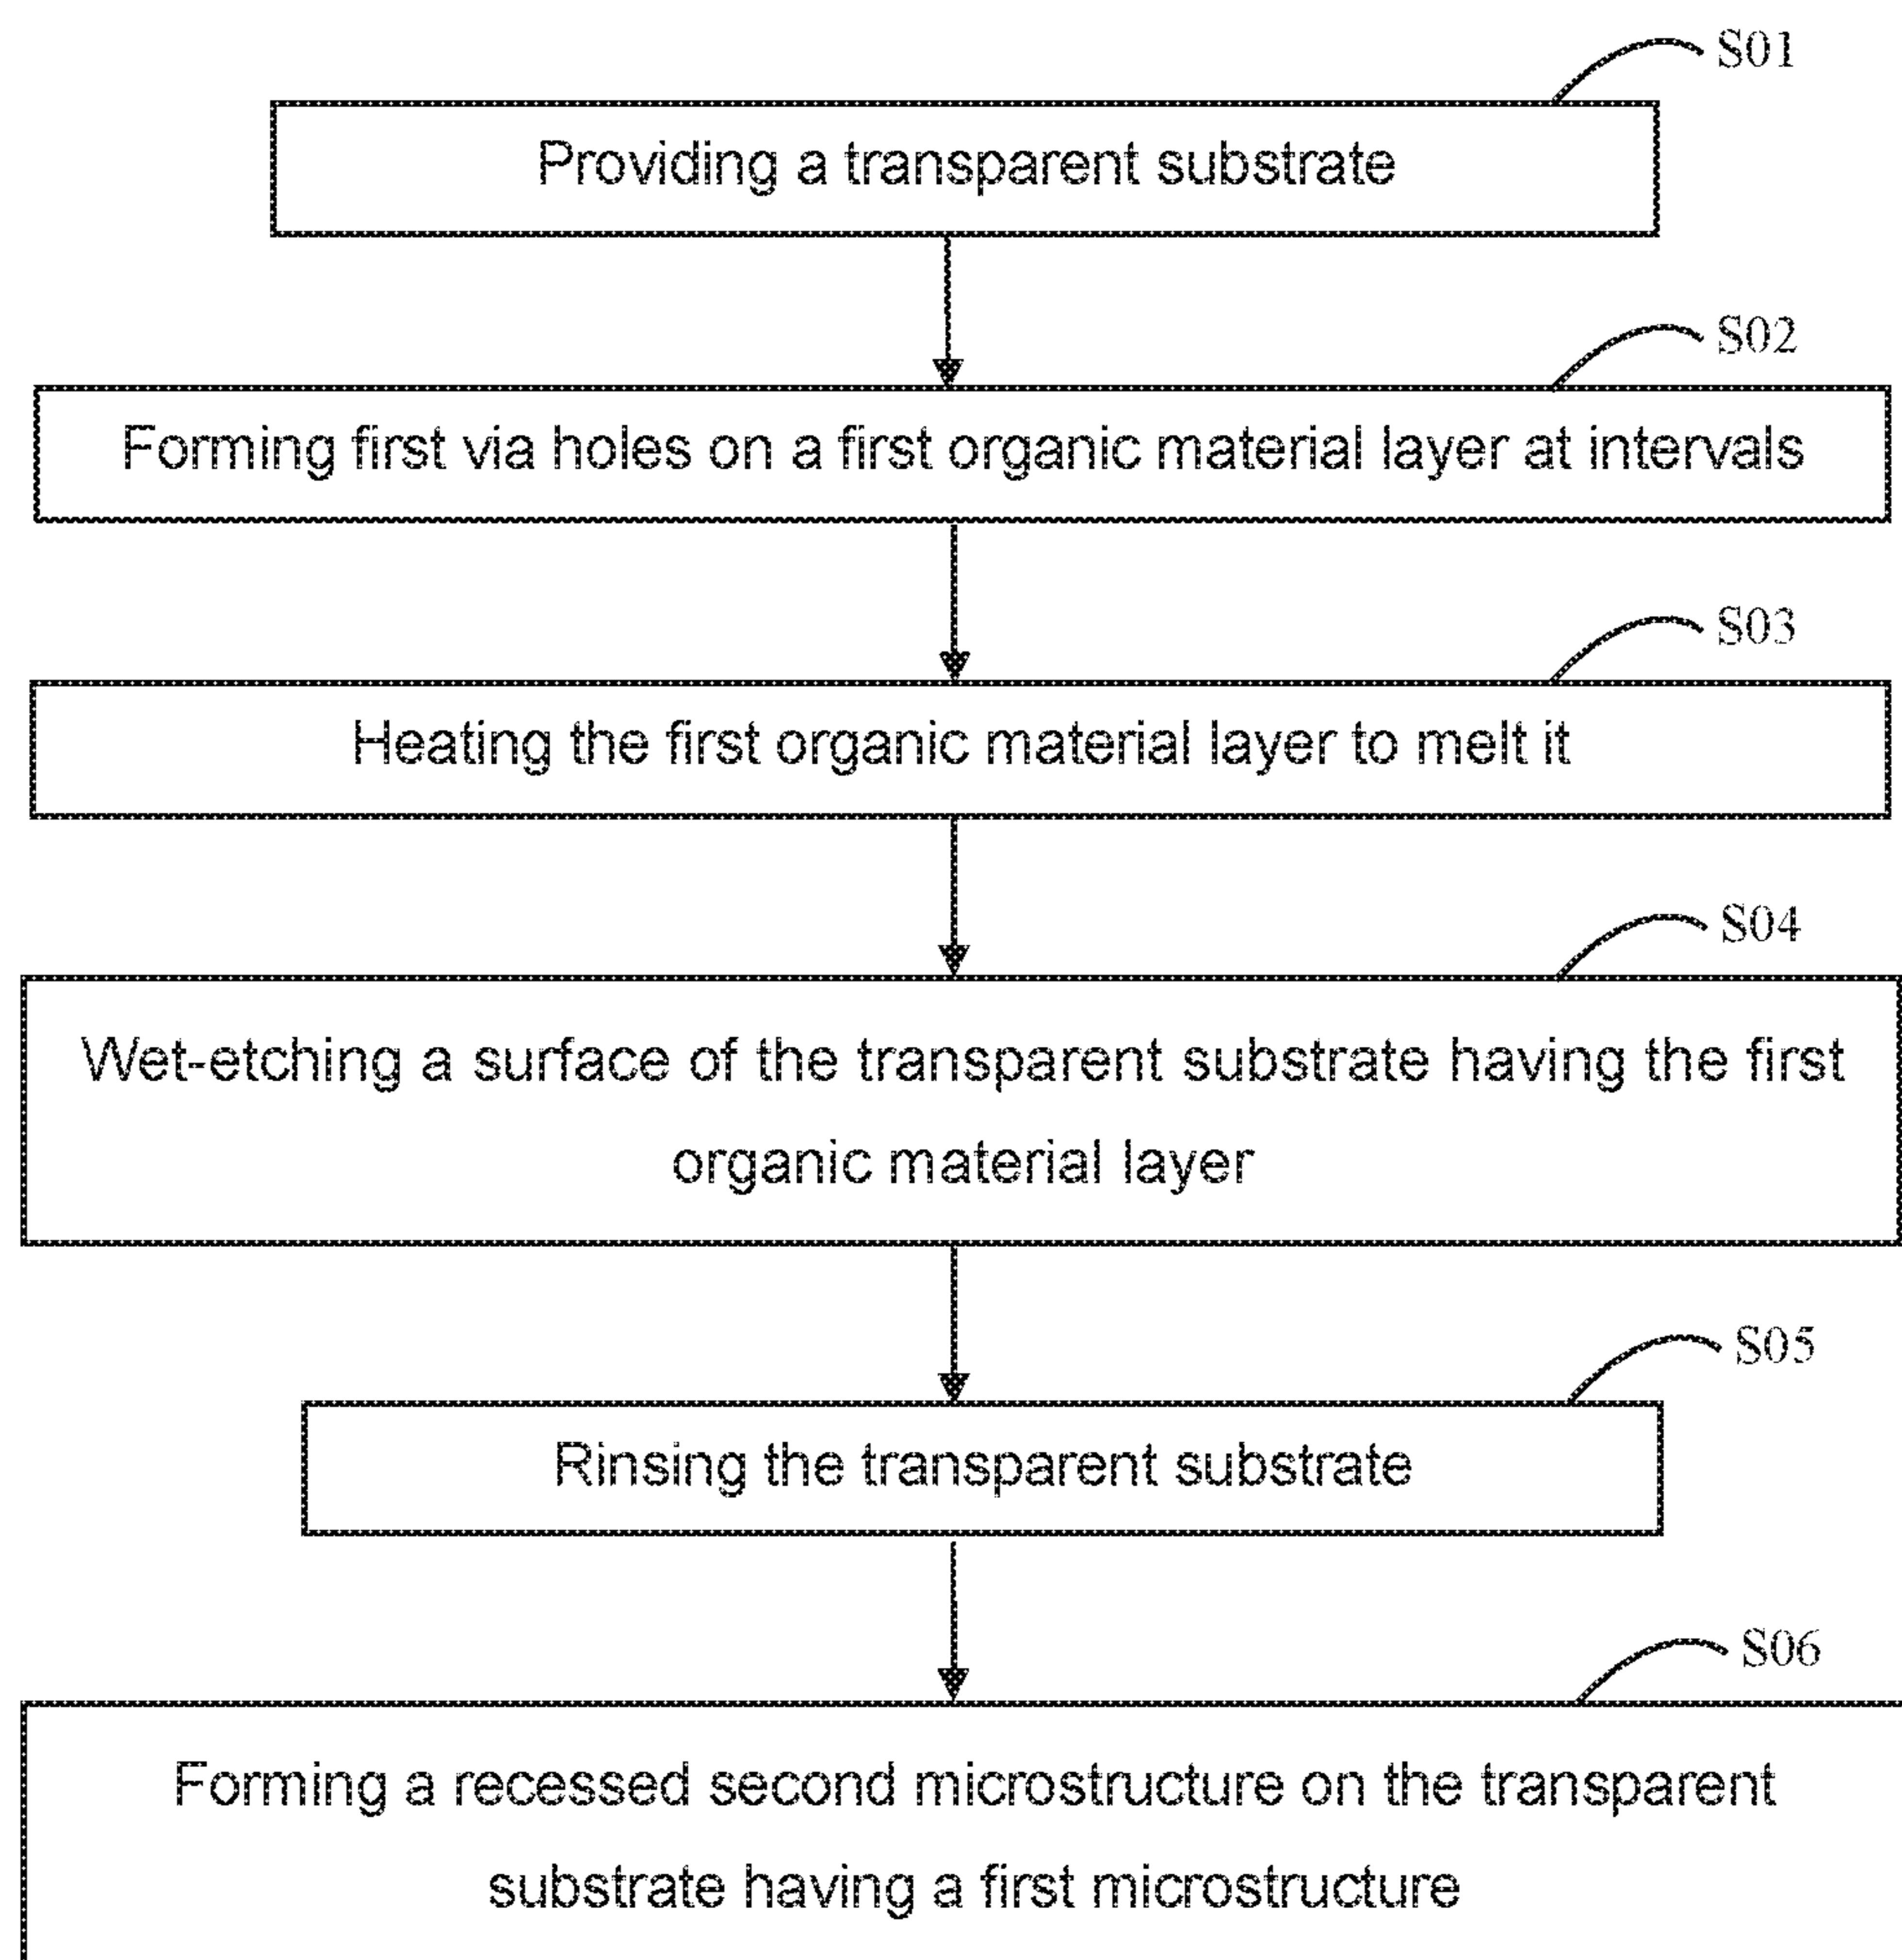 S01
Providing a transparent substrate
S02
Forming first via holes on a first organic material layer at intervals
S03
Heating the first organic material layer to melt it
S04
Wet-etching a surface of the transparent substrate having the first
organic material layer
S05
Rinsing the transparent substrate
S06
Forming a recessed second microstructure on the transparent
substrate having a first microstructure